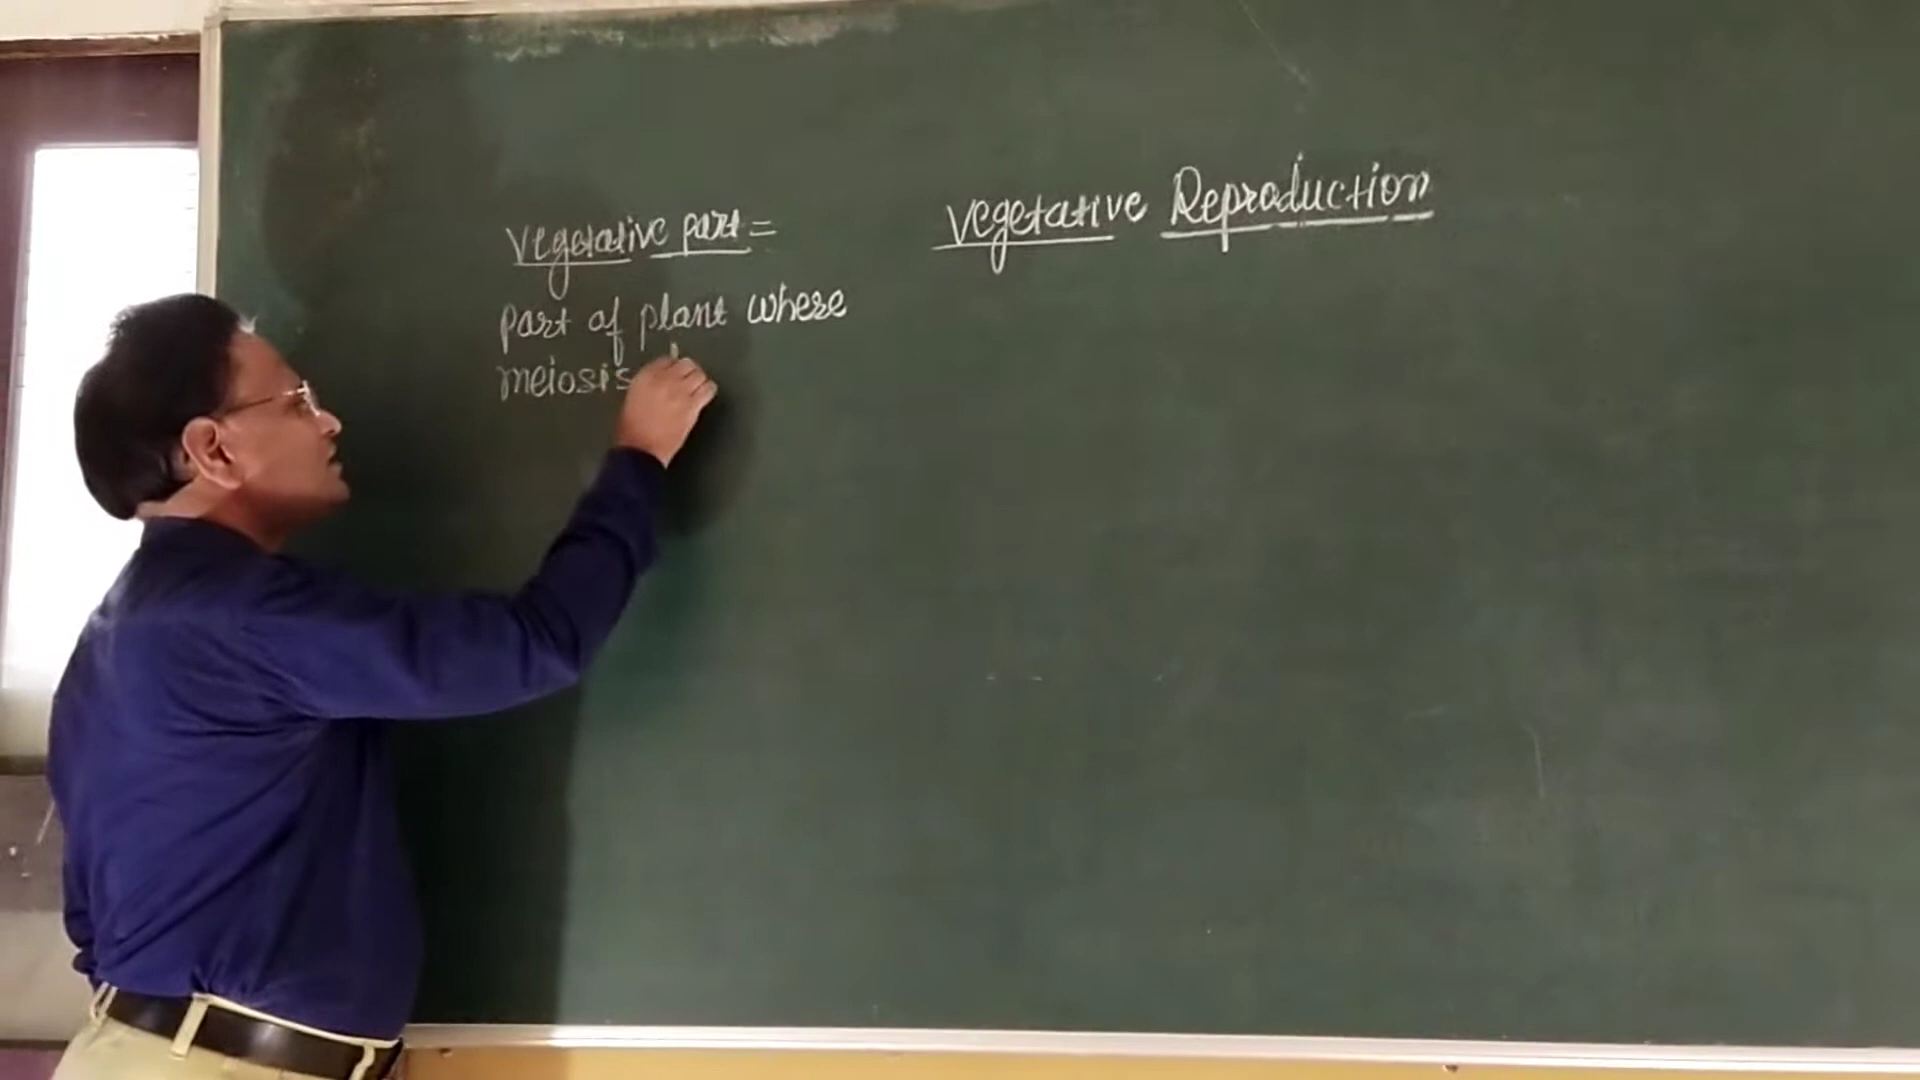 Vegetative Reproduction
Vegetative part =
Part of plant where
meiosis